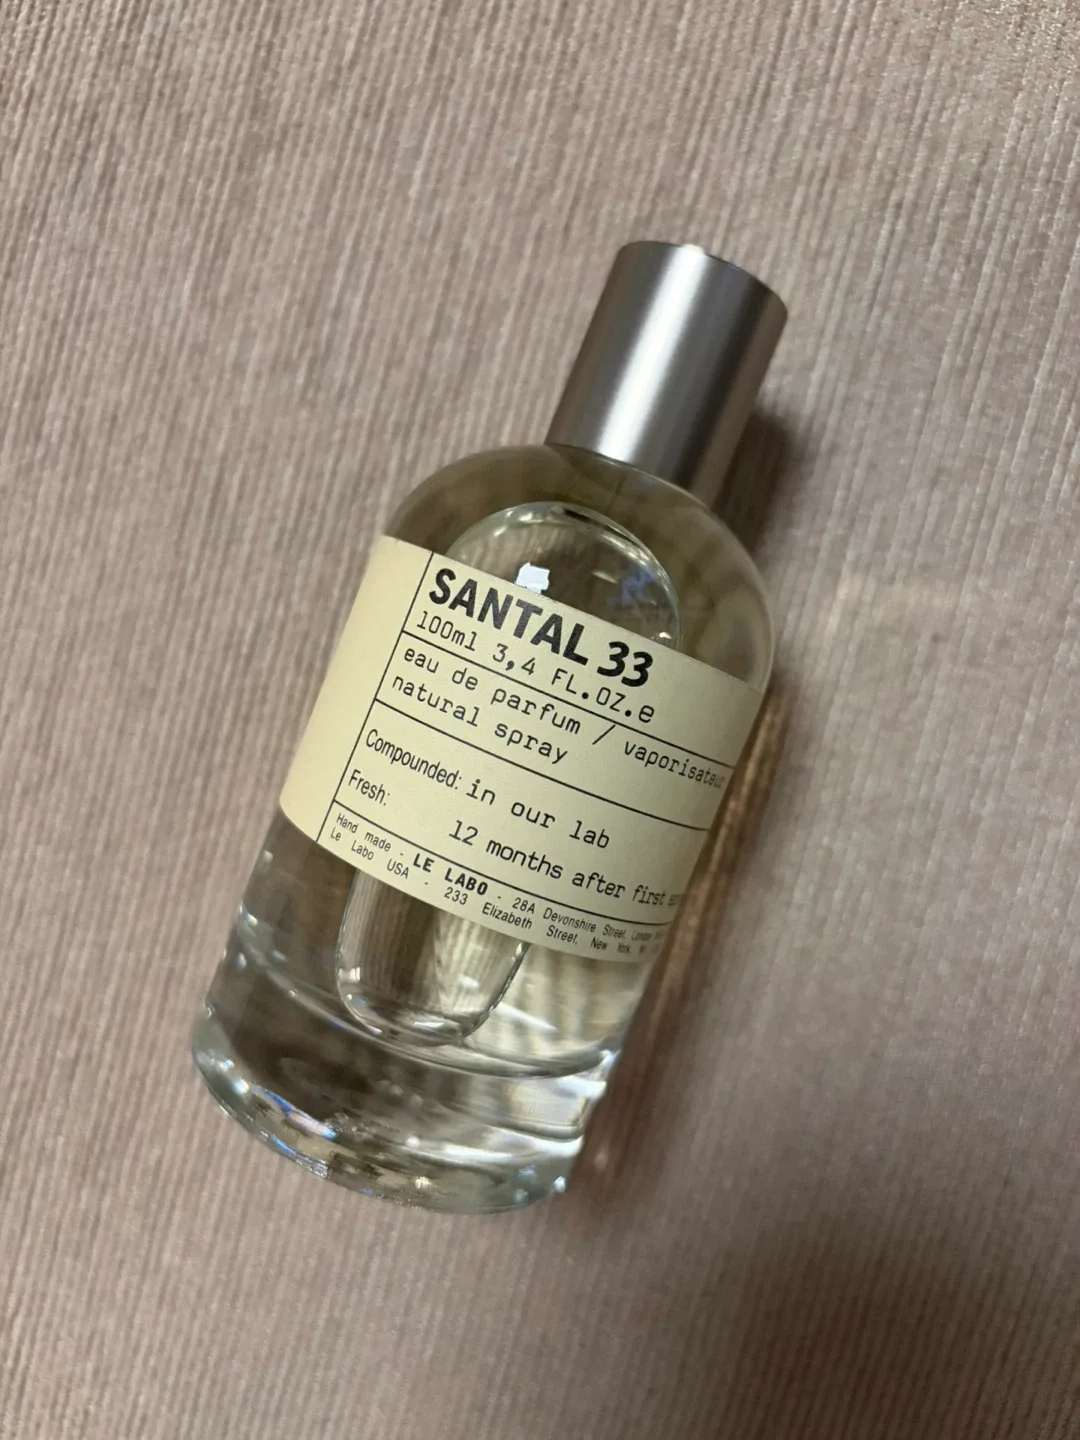 SANTAL 33
100ml 3,4 FL.OZ.e
eau de parfum / vaporisateur
natural spray
Compounded: in our lab
Fresh: 12 months after first
Hand made - LE LABO - 28A Devonshire Street, London
Le Labo USA - 233 Elizabeth Street, New York,